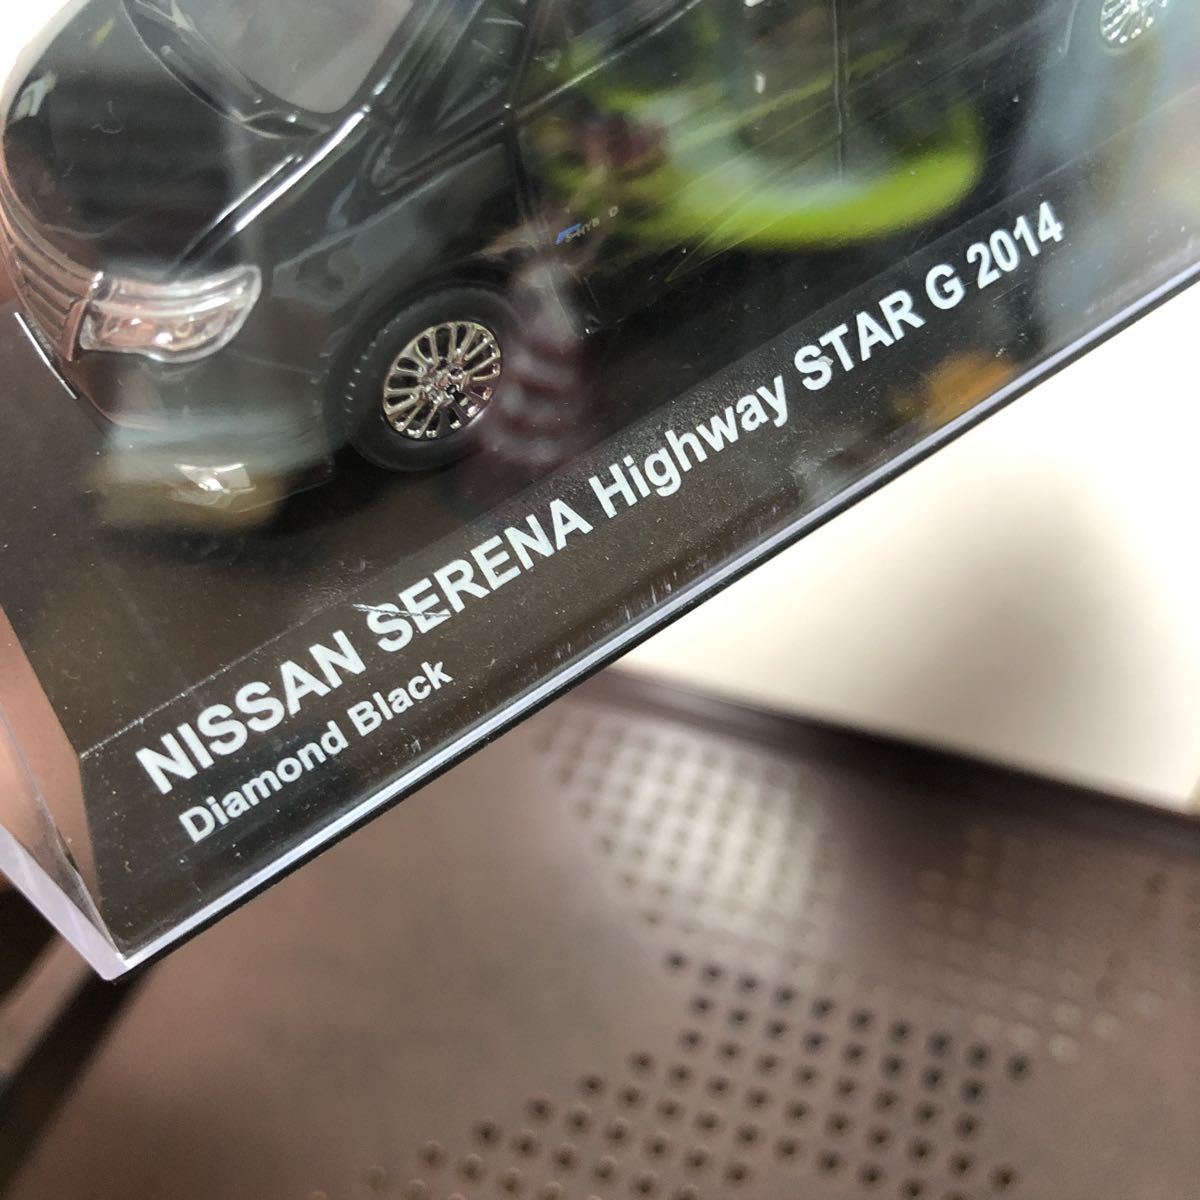 NISSAN SERENA Highway STAR G 2014
Diamond Black